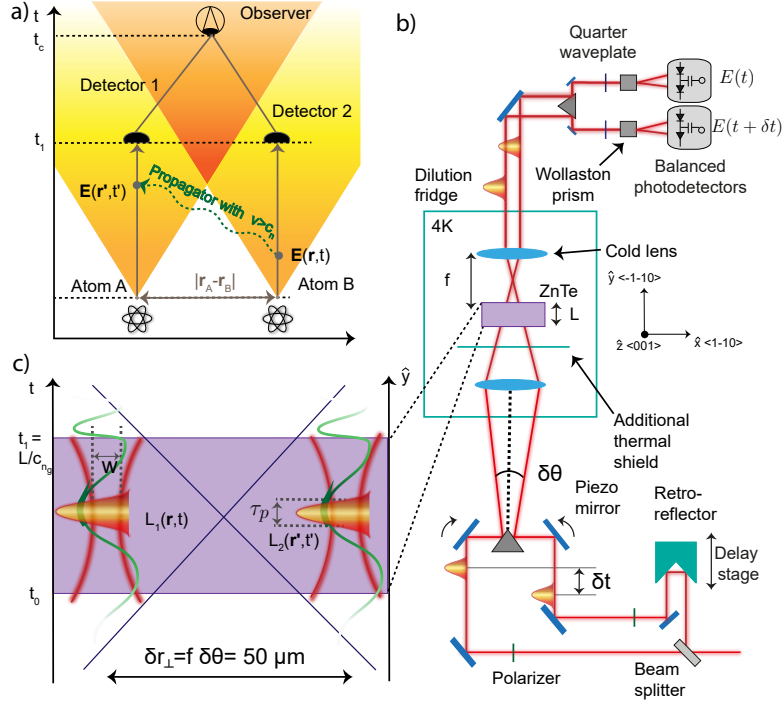 a)
t
t_c
Observer
Detector 1
Detector 2
t_1
E(r',t')
Propagator with v>c_n
E(r,t)
Atom A
|r_A-r_B|
Atom B
b)
Quarter
waveplate
E(t)
E(t + δt)
Wollaston
prism
Balanced
photodetectors
Dilution
fridge
4K
Cold lens
f
ZnTe
L
ŷ <-1-10>
ẑ <001>
x̂ <1-10>
Additional
thermal
shield
δθ
Piezo
mirror
Retro-
reflector
Delay
stage
δt
Polarizer
Beam
splitter
c)
t
ŷ
t_1 =
L/c_{n_g}
w
L_1(r,t)
τ_p
L_2(r',t')
t_0
δr_⊥=f δθ= 50 μm